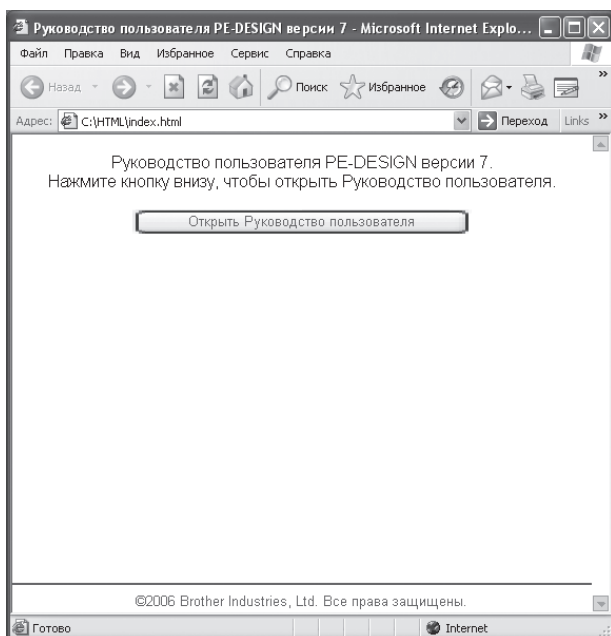 Руководство пользователя PE-DESIGN версии 7 - Microsoft Internet Explo...
Файл Правка Вид Избранное Сервис Справка
Назад Поиск Избранное »
Адрес: C:\HTML\index.html Переход Links »
Руководство пользователя PE-DESIGN версии 7.
Нажмите кнопку внизу, чтобы открыть Руководство пользователя.
Открыть Руководство пользователя
©2006 Brother Industries, Ltd. Все права защищены.
Готово Internet